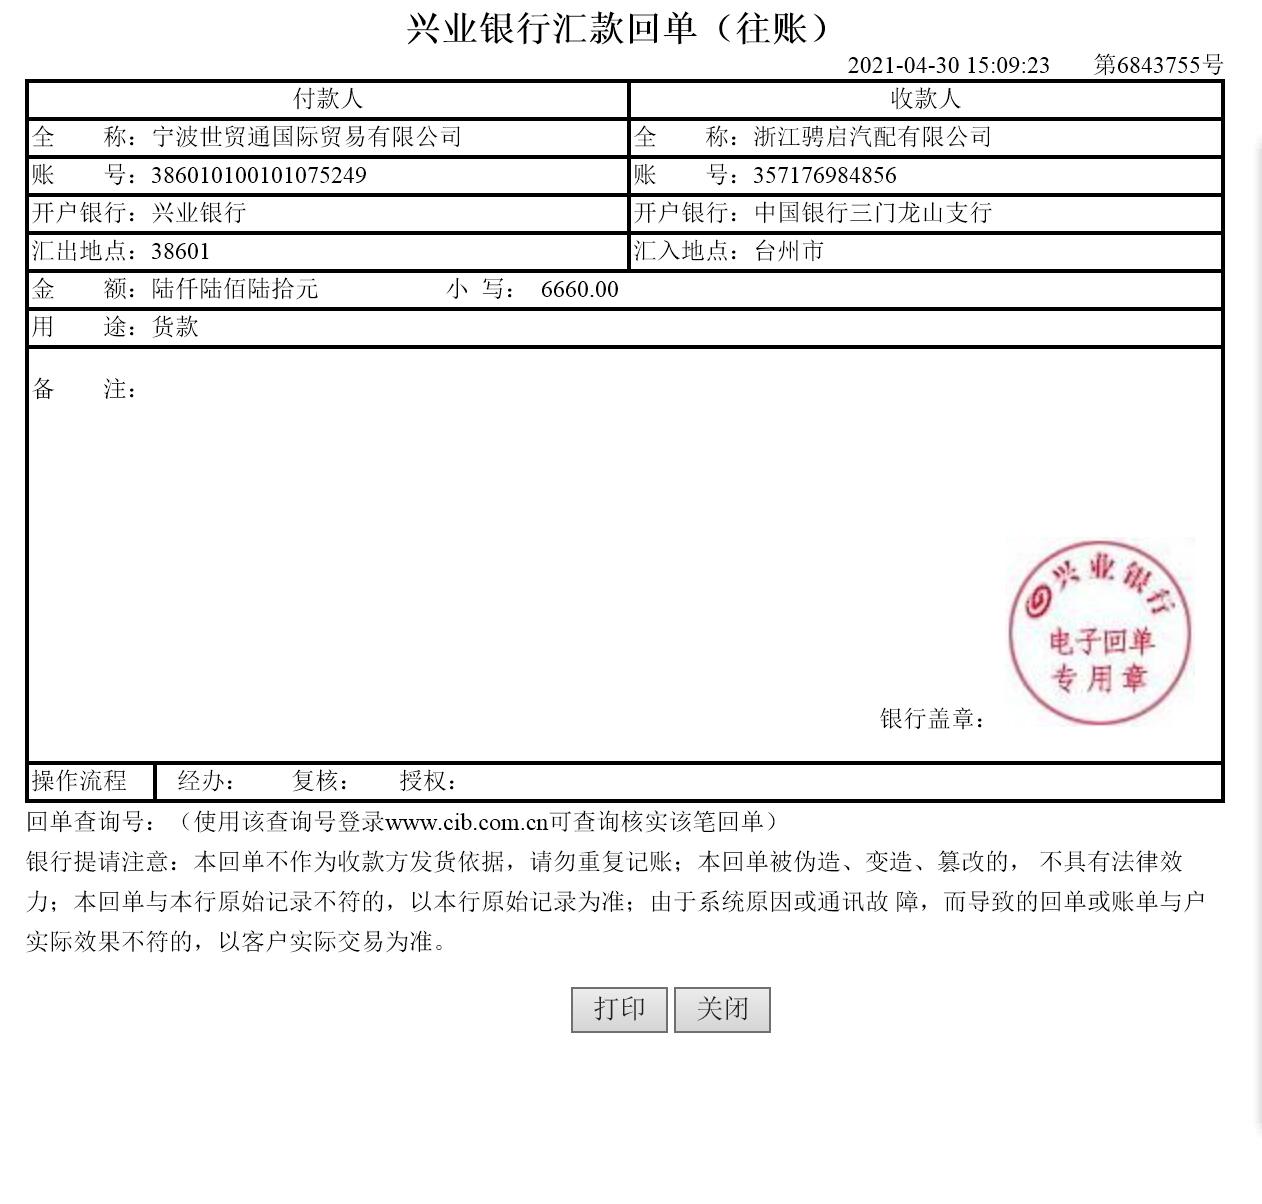 兴业银行汇款回单（往账）
2021-04-30 15:09:23 第6843755号
付款人 收款人
全 称：宁波世贸通国际贸易有限公司 全 称：浙江骋启汽配有限公司
账 号：386010100101075249 账 号：357176984856
开户银行：兴业银行 开户银行：中国银行三门龙山支行
汇出地点：38601 汇入地点：台州市
金 额：陆仟陆佰陆拾元 小 写： 6660.00
用 途：货款
备 注：
兴业银行
电子回单
专用章
银行盖章：
操作流程 经办： 复核： 授权：
回单查询号：（使用该查询号登录www.cib.com.cn可查询核实该笔回单）
银行提请注意：本回单不作为收款方发货依据，请勿重复记账；本回单被伪造、变造、篡改的， 不具有法律效
力；本回单与本行原始记录不符的，以本行原始记录为准；由于系统原因或通讯故 障，而导致的回单或账单与户
实际效果不符的，以客户实际交易为准。
打印 关闭